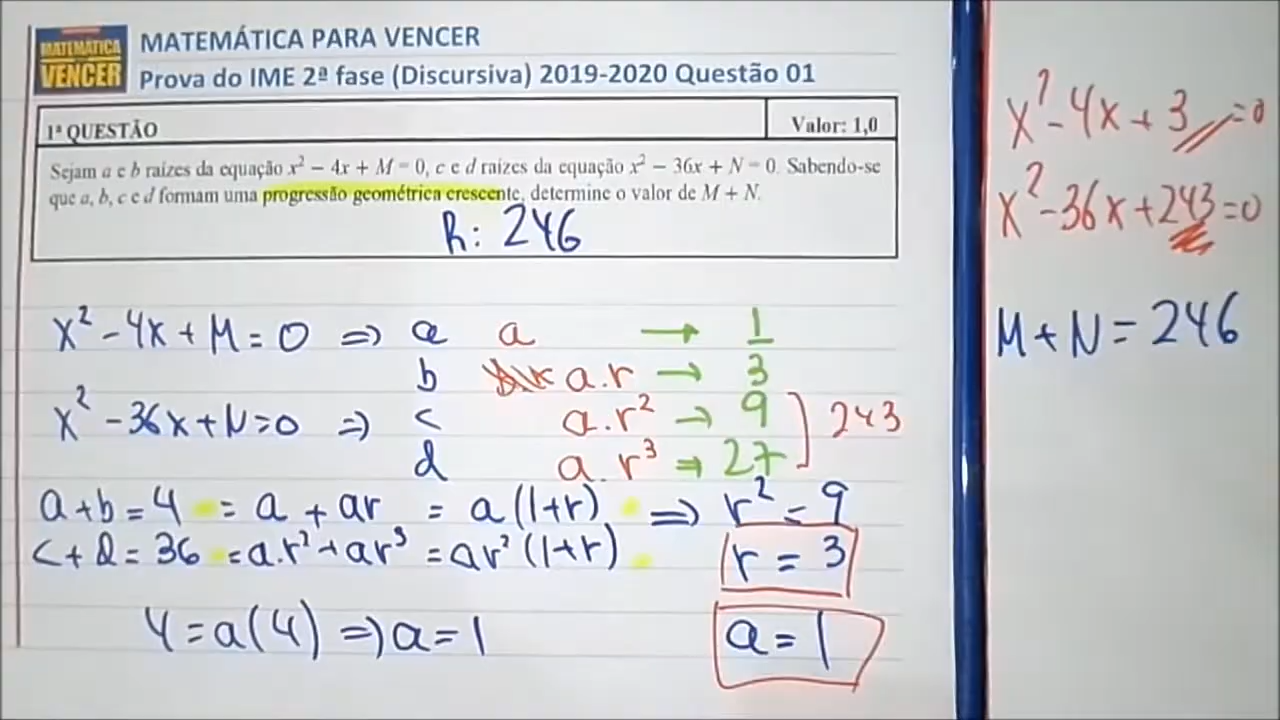 MATEMÁTICA
VENCER
MATEMÁTICA PARA VENCER
Prova do IME 2ª fase (Discursiva) 2019-2020 Questão 01
1ª QUESTÃO
Valor: 1,0
Sejam a e b raízes da equação x² − 4x + M = 0, c e d raízes da equação x² − 36x + N = 0. Sabendo-se
que a, b, c e d formam uma progressão geométrica crescente, determine o valor de M + N.
R: 246
x² - 4x + M = 0 => a a → 1
b a.r → 3
x² - 36x + N = 0 => c a.r² → 9
d a.r³ → 27
243
a + b = 4 = a + ar = a(1+r) => r² = 9
c + d = 36 = a.r² + ar³ = ar²(1+r)
r = 3
4 = a(4) => a = 1
a = 1
x² - 4x + 3 = 0
x² - 36x + 243 = 0
M + N = 246